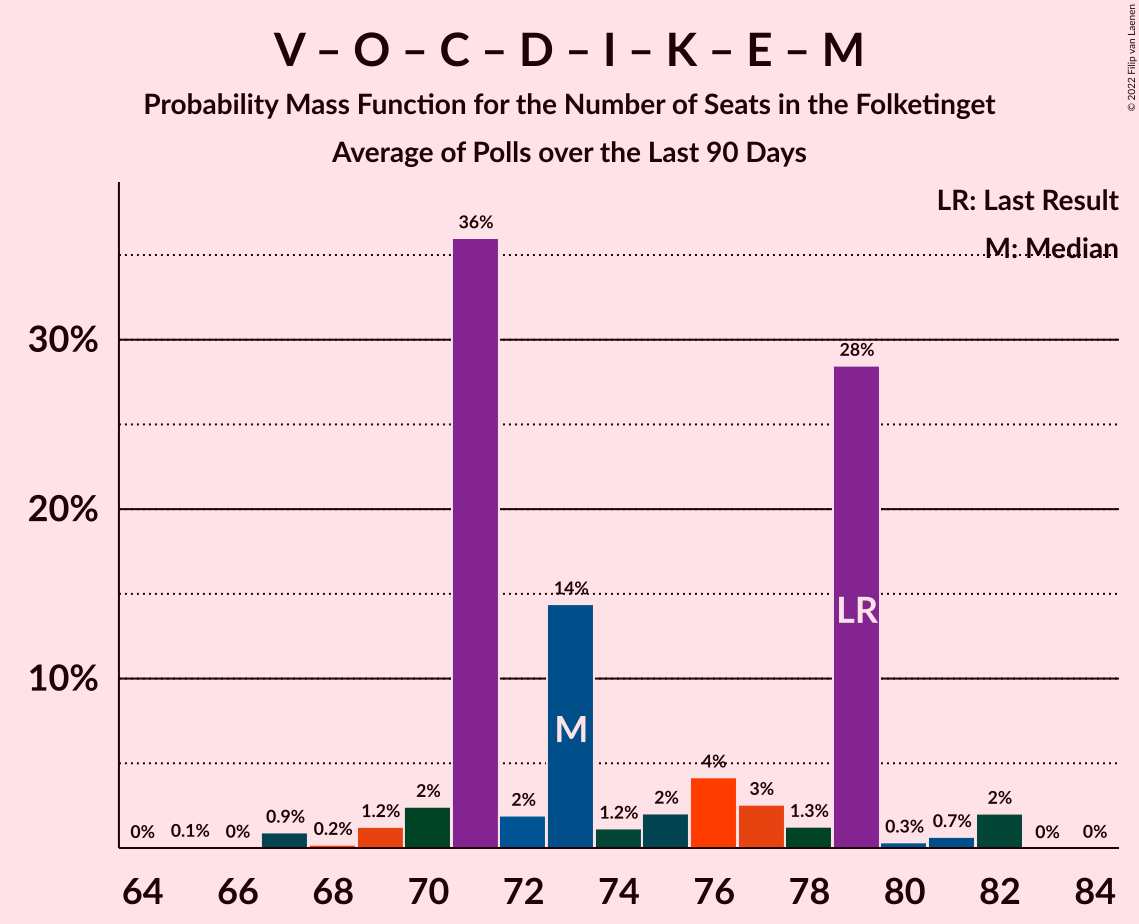 V – O – C – D – I – K – E – M
Probability Mass Function for the Number of Seats in the Folketinget
Average of Polls over the Last 90 Days
© 2022 Filip van Laenen
LR: Last Result
M: Median
30%
20%
10%
0%
0.1%
0%
0.9%
0.2%
1.2%
2%
36%
2%
14%
1.2%
2%
4%
3%
1.3%
28%
0.3%
0.7%
2%
0%
0%
M
LR
64 66 68 70 72 74 76 78 80 82 84